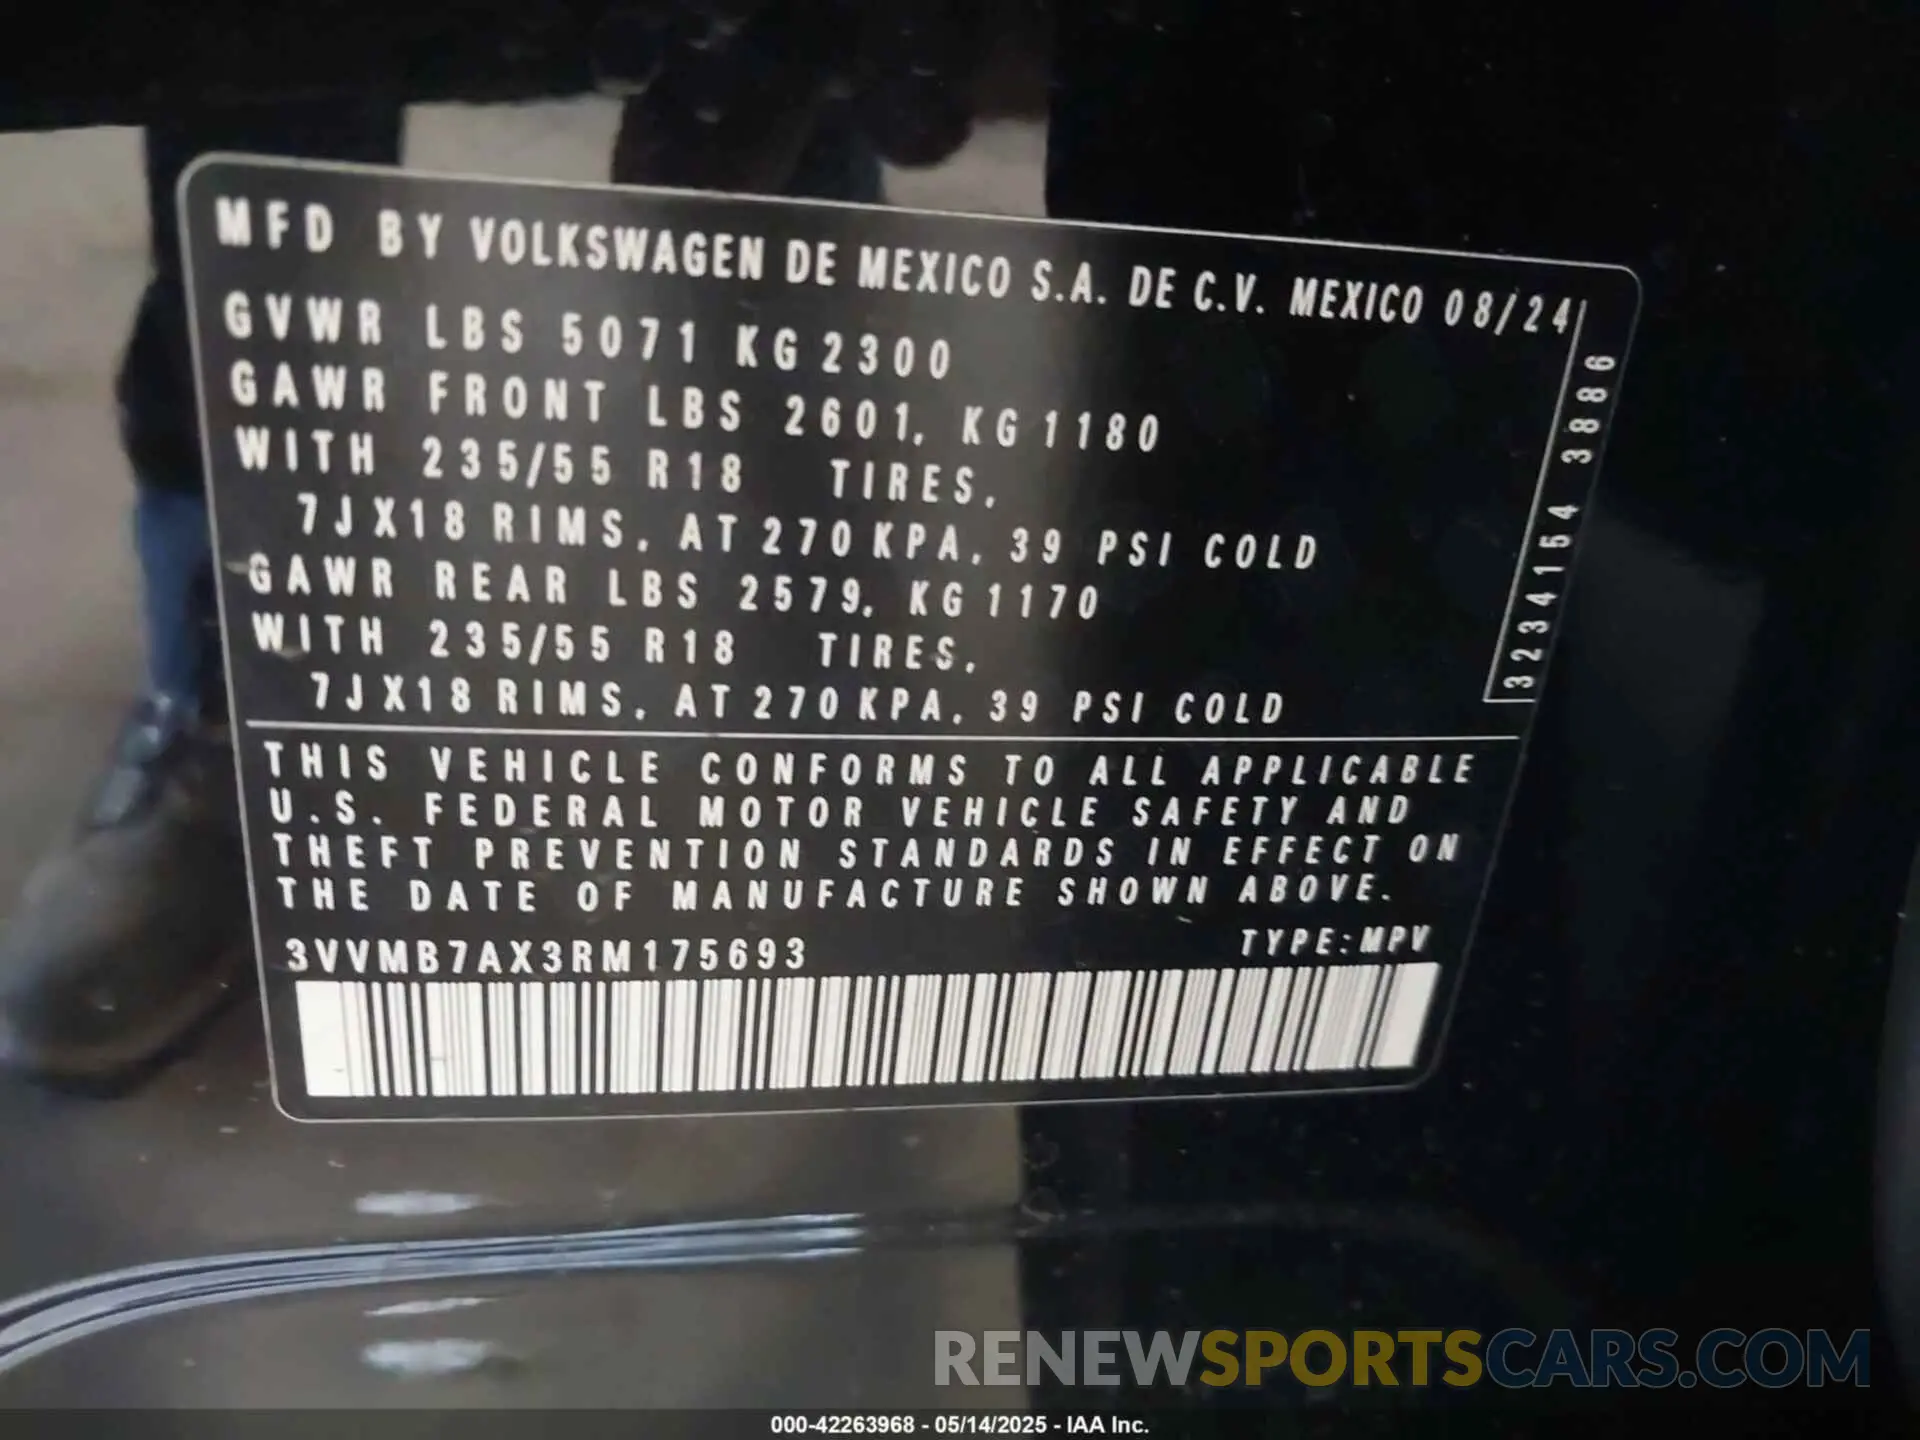 MFD BY VOLKSWAGEN DE MEXICO S.A. DE C.V. MEXICO 08/24
GVWR LBS 5071 KG 2300
GAWR FRONT LBS 2601, KG 1180
WITH 235/55 R18 TIRES,
7JX18 RIMS, AT 270 KPA, 39 PSI COLD
GAWR REAR LBS 2579, KG 1170
WITH 235/55 R18 TIRES,
7JX18 RIMS, AT 270 KPA, 39 PSI COLD
3234154 3886
THIS VEHICLE CONFORMS TO ALL APPLICABLE
U.S. FEDERAL MOTOR VEHICLE SAFETY AND
THEFT PREVENTION STANDARDS IN EFFECT ON
THE DATE OF MANUFACTURE SHOWN ABOVE.
3VVMB7AX3RM175693 TYPE:MPV
RENEWSPORTSCARS.COM
000-42263968 - 05/14/2025 - IAA Inc.